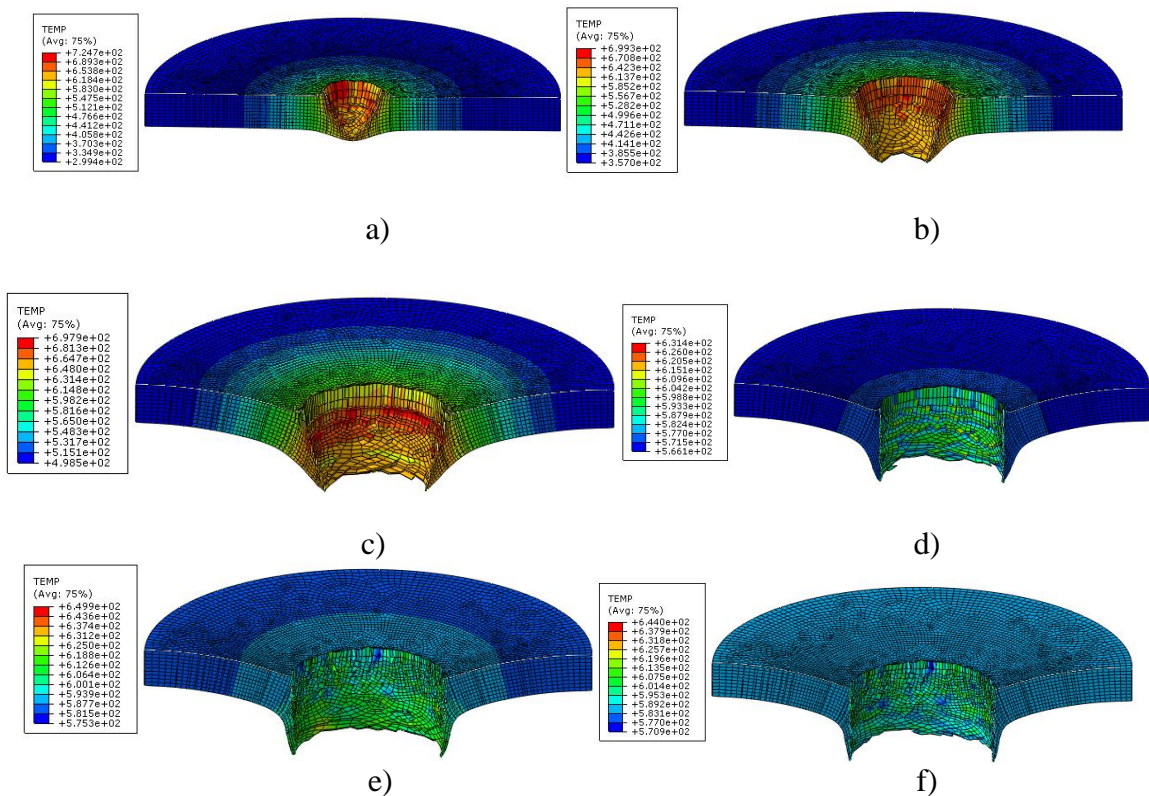 TEMP
(Avg: 75%)
+7.247e+02
+6.893e+02
+6.538e+02
+6.184e+02
+5.830e+02
+5.475e+02
+5.121e+02
+4.766e+02
+4.412e+02
+4.058e+02
+3.703e+02
+3.349e+02
+2.994e+02
TEMP
(Avg: 75%)
+6.993e+02
+6.708e+02
+6.423e+02
+6.137e+02
+5.852e+02
+5.567e+02
+5.282e+02
+4.996e+02
+4.711e+02
+4.426e+02
+4.141e+02
+3.855e+02
+3.570e+02
a)
b)
TEMP
(Avg: 75%)
+6.979e+02
+6.813e+02
+6.647e+02
+6.480e+02
+6.314e+02
+6.148e+02
+5.982e+02
+5.816e+02
+5.650e+02
+5.483e+02
+5.317e+02
+5.151e+02
+4.985e+02
TEMP
(Avg: 75%)
+6.314e+02
+6.260e+02
+6.205e+02
+6.151e+02
+6.096e+02
+6.042e+02
+5.988e+02
+5.933e+02
+5.879e+02
+5.824e+02
+5.770e+02
+5.715e+02
+5.661e+02
c)
d)
TEMP
(Avg: 75%)
+6.499e+02
+6.436e+02
+6.374e+02
+6.312e+02
+6.250e+02
+6.188e+02
+6.126e+02
+6.064e+02
+6.001e+02
+5.939e+02
+5.877e+02
+5.815e+02
+5.753e+02
TEMP
(Avg: 75%)
+6.440e+02
+6.379e+02
+6.318e+02
+6.257e+02
+6.196e+02
+6.135e+02
+6.075e+02
+6.014e+02
+5.953e+02
+5.892e+02
+5.831e+02
+5.770e+02
+5.709e+02
e)
f)